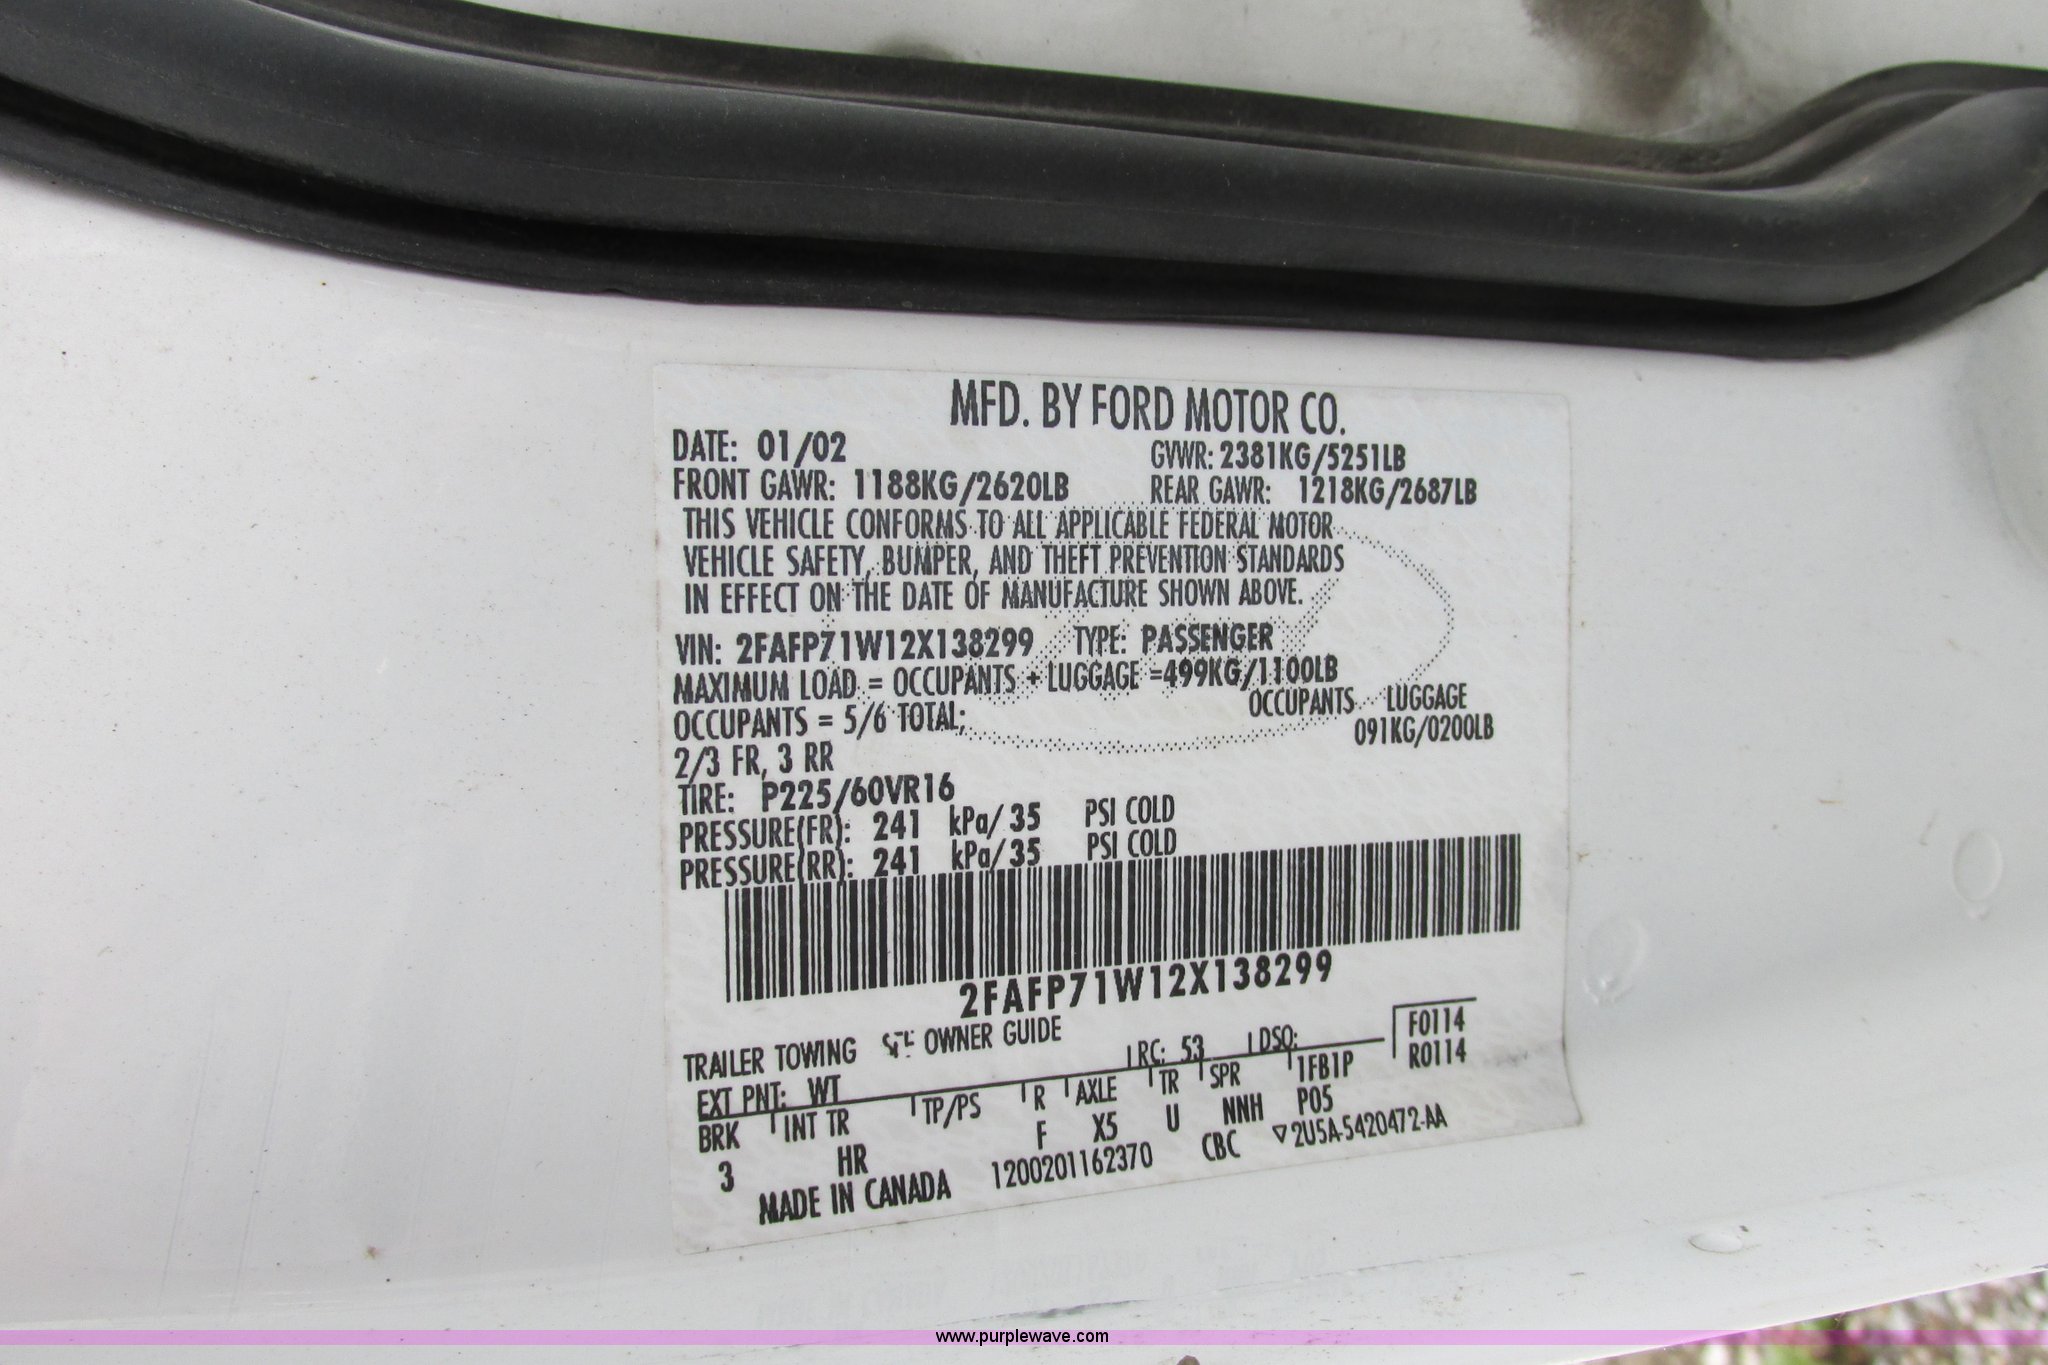 MFD. BY FORD MOTOR CO.
DATE: 01/02 GVWR: 2381KG/5251LB
FRONT GAWR: 1188KG/2620LB REAR GAWR: 1218KG/2687LB
THIS VEHICLE CONFORMS TO ALL APPLICABLE FEDERAL MOTOR
VEHICLE SAFETY, BUMPER, AND THEFT PREVENTION STANDARDS
IN EFFECT ON THE DATE OF MANUFACTURE SHOWN ABOVE.
VIN: 2FAFP71W12X138299 TYPE: PASSENGER
MAXIMUM LOAD = OCCUPANTS + LUGGAGE =499KG/1100LB
OCCUPANTS = 5/6 TOTAL; OCCUPANTS LUGGAGE
2/3 FR, 3 RR 091KG/0200LB
TIRE: P225/60VR16
PRESSURE(FR): 241 kPa/ 35 PSI COLD
PRESSURE(RR): 241 kPa/ 35 PSI COLD
2FAFP71W12X138299
TRAILER TOWING OWNER GUIDE
EXT PNT: WT RC: 53 DSO: F0114
R0114
BRK INT TR TP/PS R AXLE TR SPR 1FB1P
3 HR F X5 U NNH P05
MADE IN CANADA 1200201162370 CBC ▽2U5A-5420472-AA
www.purplewave.com